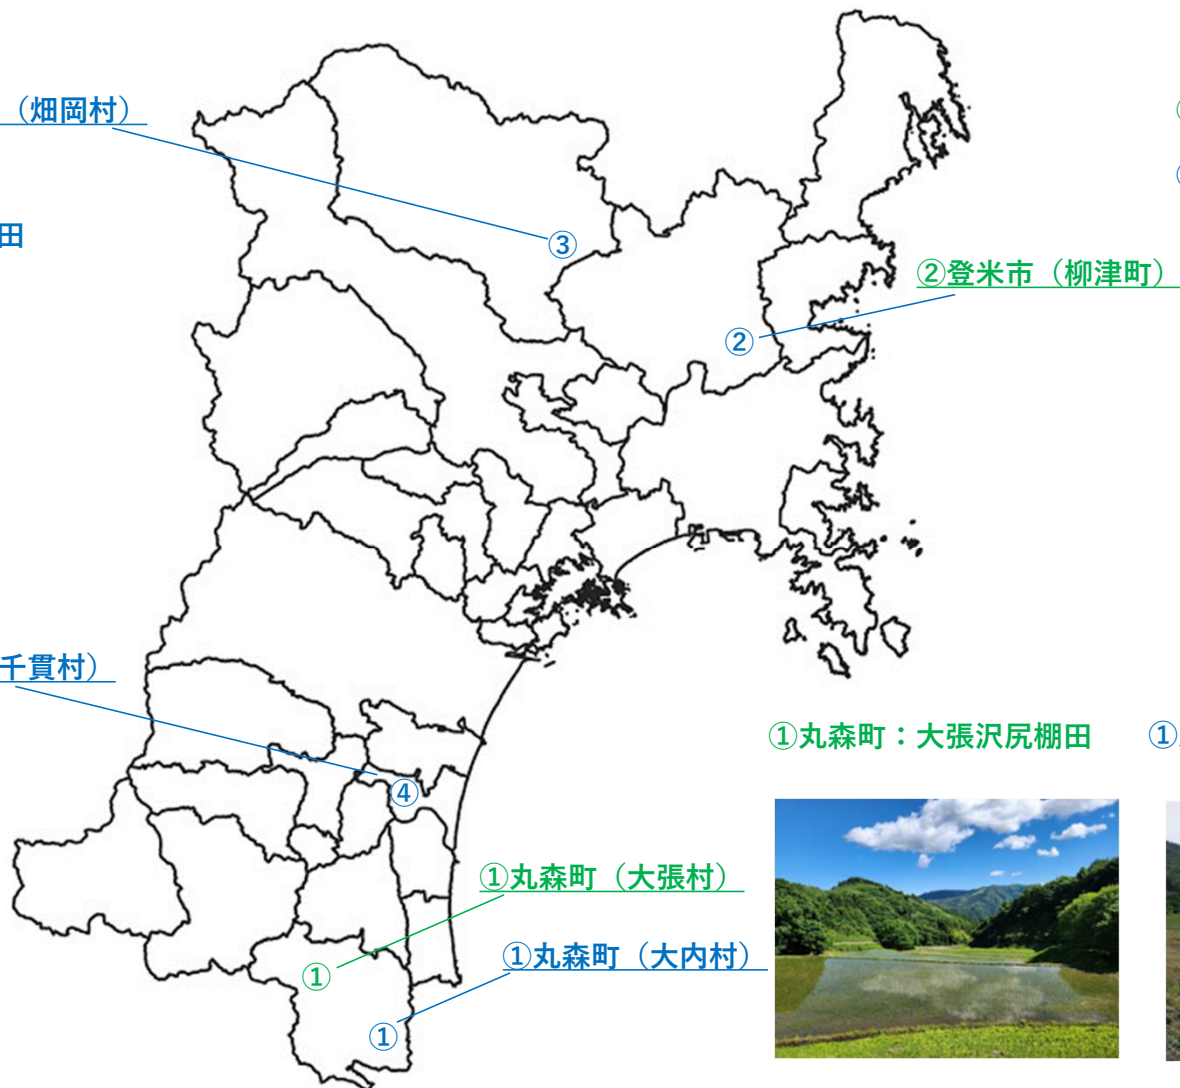 （畑岡村）
③
田
②登米市（柳津町）
②
千貫村）
④
①丸森町：大張沢尻棚田
①
①丸森町（大張村）
①
①丸森町（大内村）
①